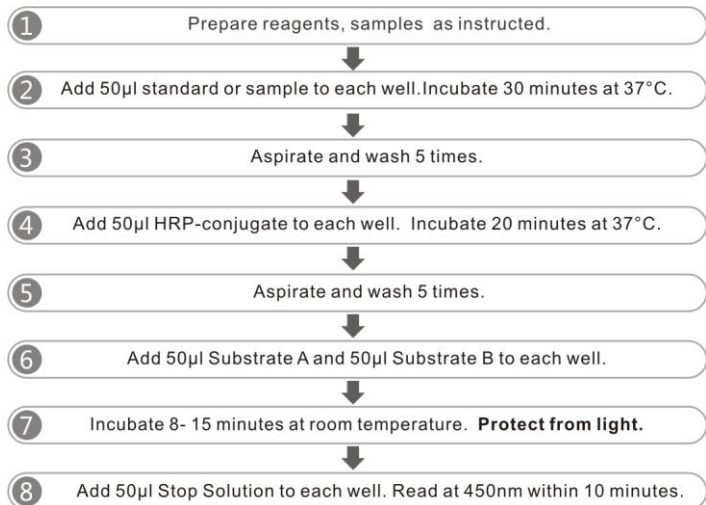 1 Prepare reagents, samples as instructed.
2 Add 50µl standard or sample to each well.Incubate 30 minutes at 37°C.
3 Aspirate and wash 5 times.
4 Add 50µl HRP-conjugate to each well. Incubate 20 minutes at 37°C.
5 Aspirate and wash 5 times.
6 Add 50µl Substrate A and 50µl Substrate B to each well.
7 Incubate 8- 15 minutes at room temperature. Protect from light.
8 Add 50µl Stop Solution to each well. Read at 450nm within 10 minutes.